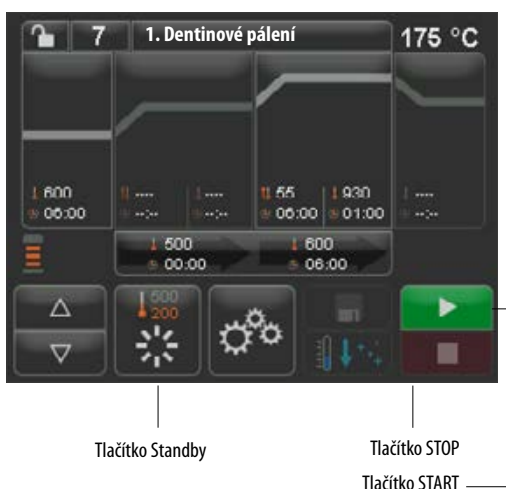 7 1. Dentinové pálení 175 °C
600 ---- ---- 55 930 ----
06:00 --:-- --:-- 06:00 01:00 --:--
500 600
00:00 06:00
500
200
Tlačítko Standby Tlačítko STOP
Tlačítko START